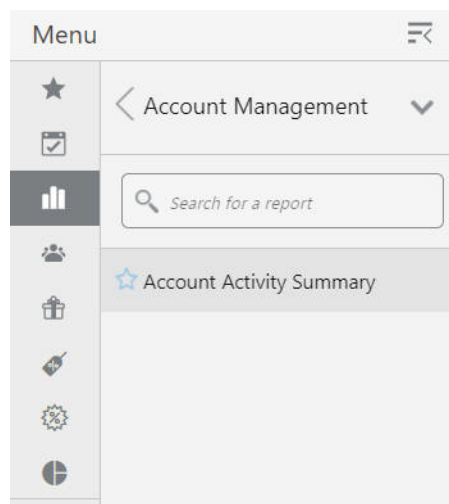 Menu
Account Management
Search for a report
Account Activity Summary